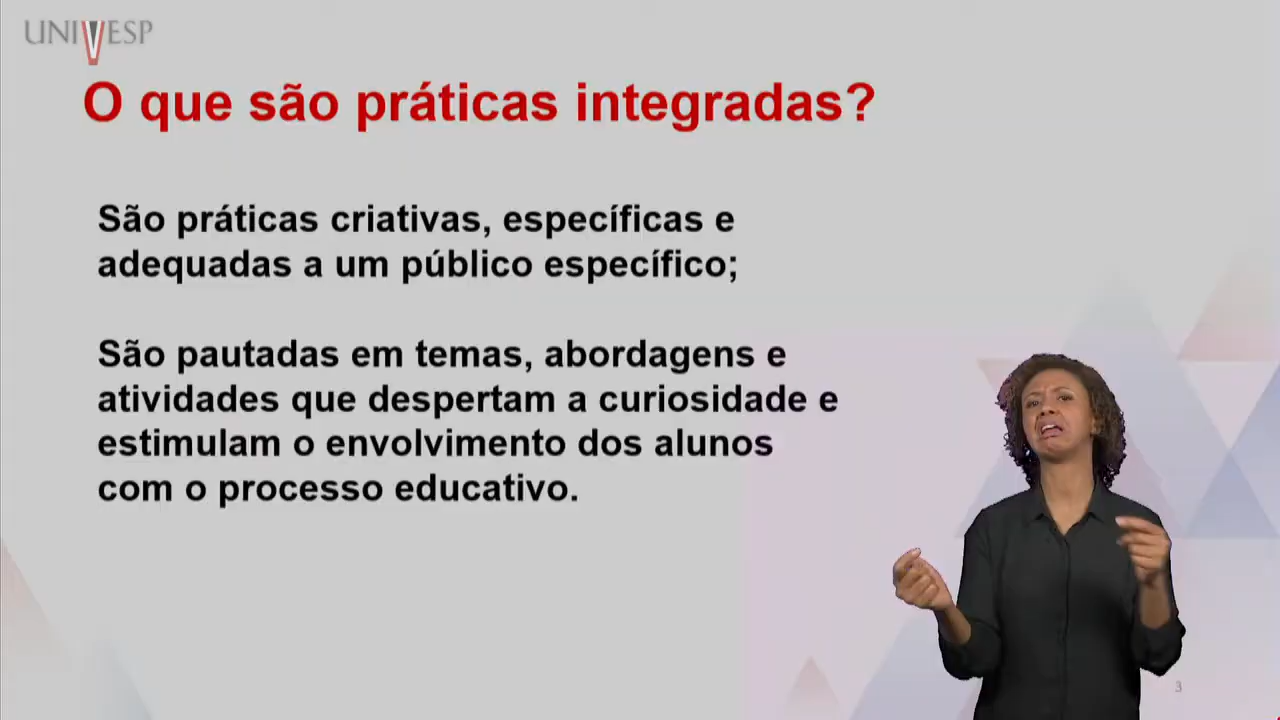 UNIVESP
O que são práticas integradas?
São práticas criativas, específicas e
adequadas a um público específico;
São pautadas em temas, abordagens e
atividades que despertam a curiosidade e
estimulam o envolvimento dos alunos
com o processo educativo.
3